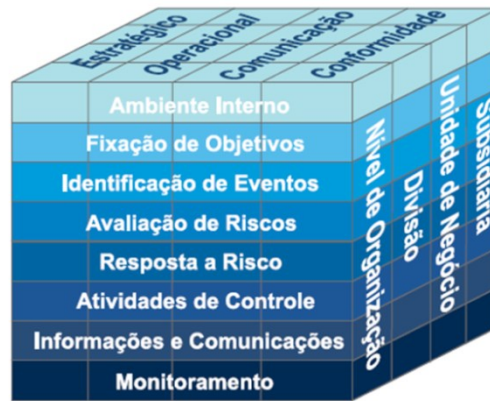 Estratégico
Operacional
Comunicação
Conformidade
Ambiente Interno
Fixação de Objetivos
Identificação de Eventos
Avaliação de Riscos
Resposta a Risco
Atividades de Controle
Informações e Comunicações
Monitoramento
Nível de Organização
Divisão
Unidade de Negócio
Subsidiaria